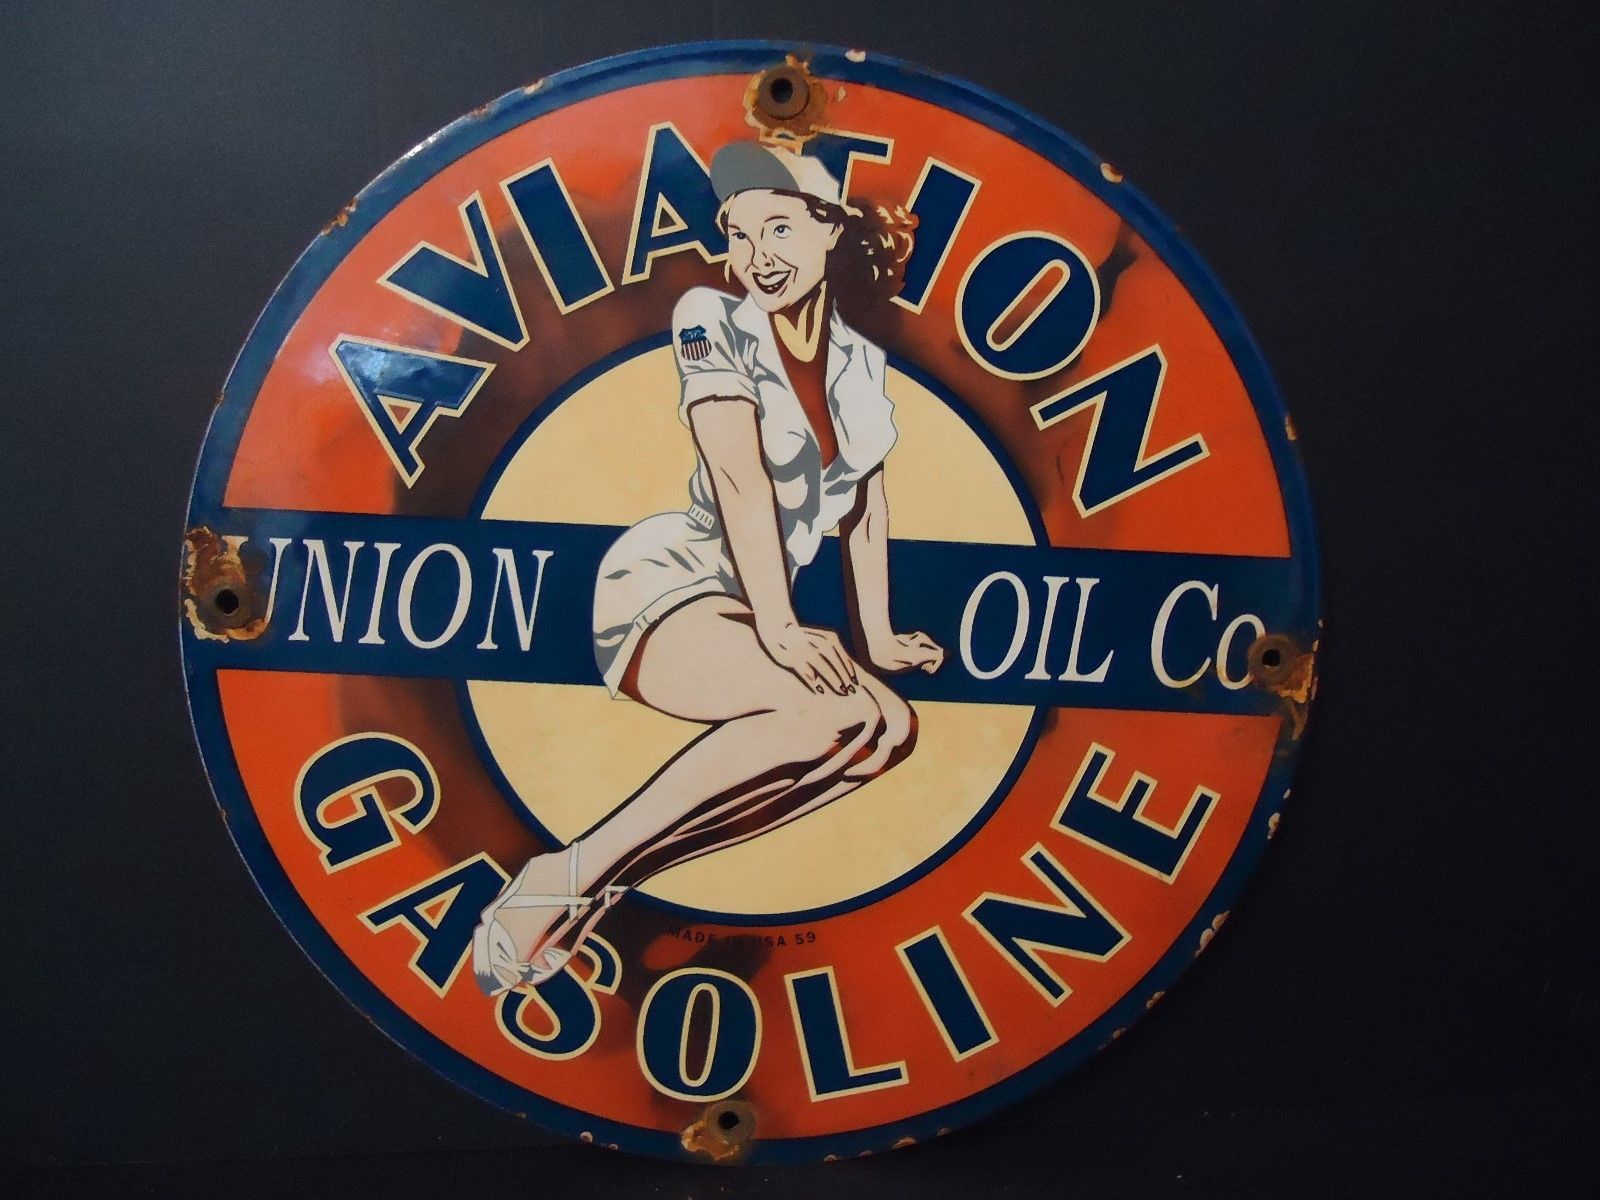 AVIATION
UNION OIL Co.
MADE IN USA 59
GASOLINE